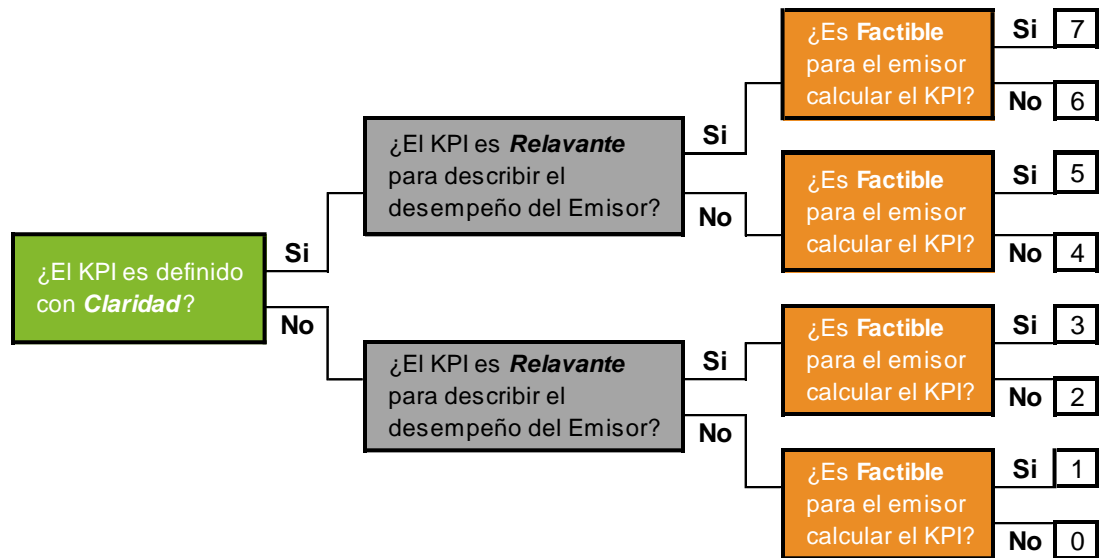 ¿El KPI es definido
con Claridad?
Si
No
¿El KPI es Relavante
para describir el
desempeño del Emisor?
Si
No
¿Es Factible
para el emisor
calcular el KPI?
Si 7
No 6
¿Es Factible
para el emisor
calcular el KPI?
Si 5
No 4
¿El KPI es Relavante
para describir el
desempeño del Emisor?
Si
No
¿Es Factible
para el emisor
calcular el KPI?
Si 3
No 2
¿Es Factible
para el emisor
calcular el KPI?
Si 1
No 0